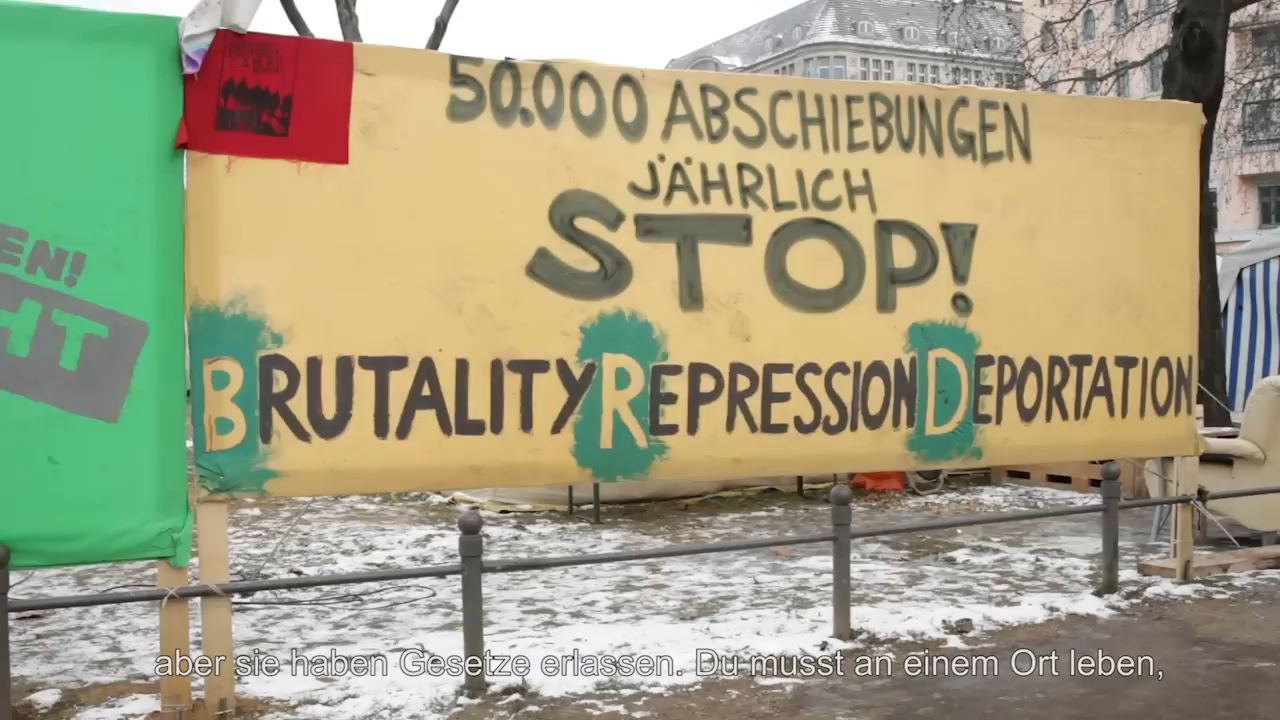 EN!
HT
50.000 ABSCHIEBUNGEN
JÄHRLICH
STOP!
BRUTALITY REPRESSION DEPORTATION
aber sie haben Gesetze erlassen. Du musst an einem Ort leben,